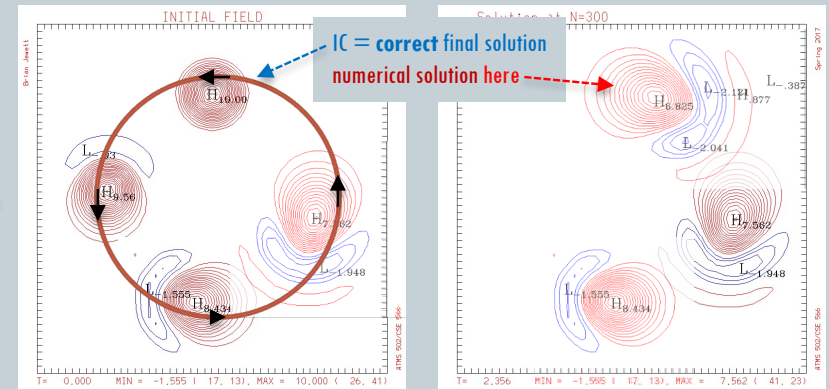 INITIAL FIELD
Solution at N=300
IC = correct final solution
numerical solution here
Brian Jewett
Spring 2017
H10.00
H9.56
H7.562
L-1.948
L-1.555
H8.434
H6.825
L-2.041
H.877
L-.387
H7.562
L-1.948
L-1.555
H8.434
ATMS 502/CSE 566
ATMS 502/CSE 566
T= 0.000 MIN = -1.555 ( 17, 13), MAX = 10.000 ( 26, 41)
T= 2.356 MIN = -1.555 ( 17, 13), MAX = 7.562 ( 41, 23)